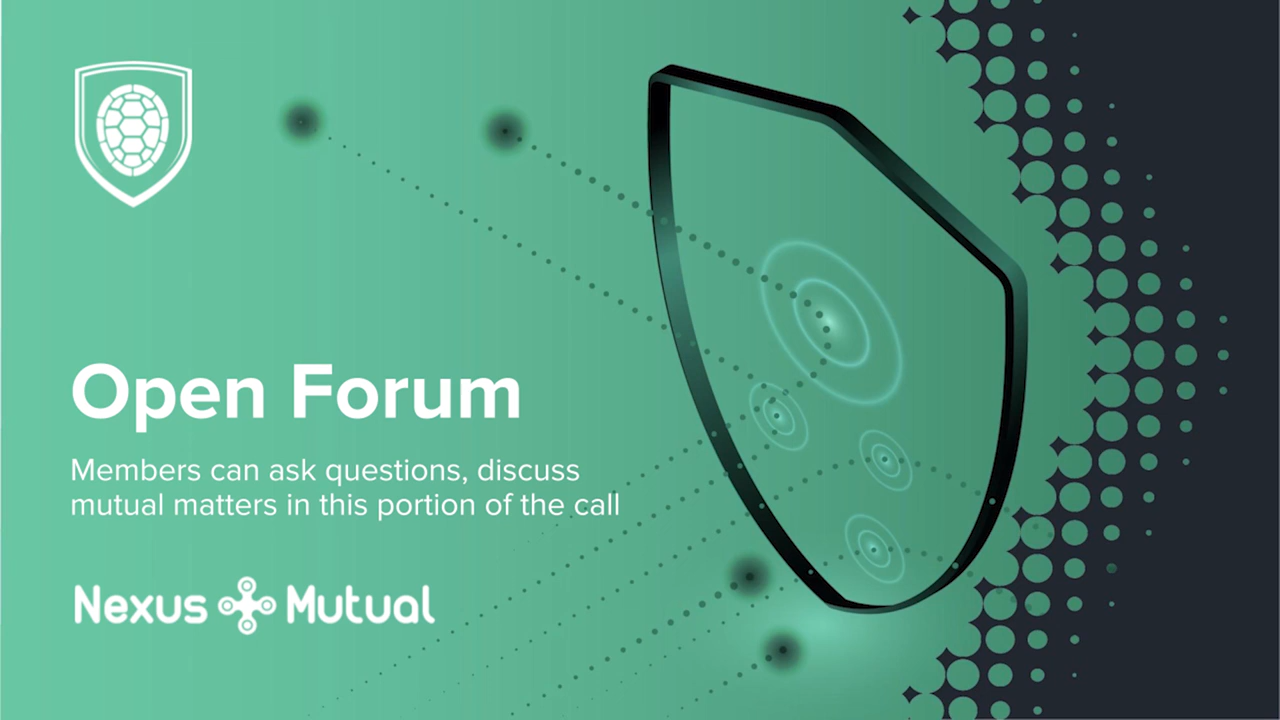 Open Forum
Members can ask questions, discuss
mutual matters in this portion of the call
Nexus Mutual